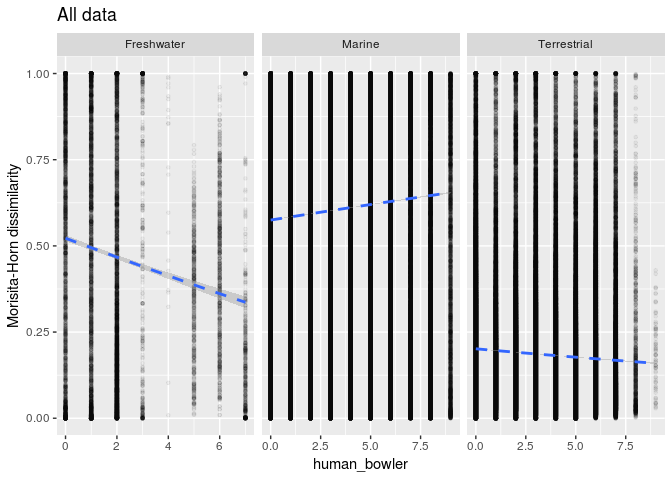 All data
Freshwater Marine Terrestrial
Morisita-Horn dissimilarity
1.00
0.75
0.50
0.25
0.00
0 2 4 6 0.0 2.5 5.0 7.5 0.0 2.5 5.0 7.5
human_bowler